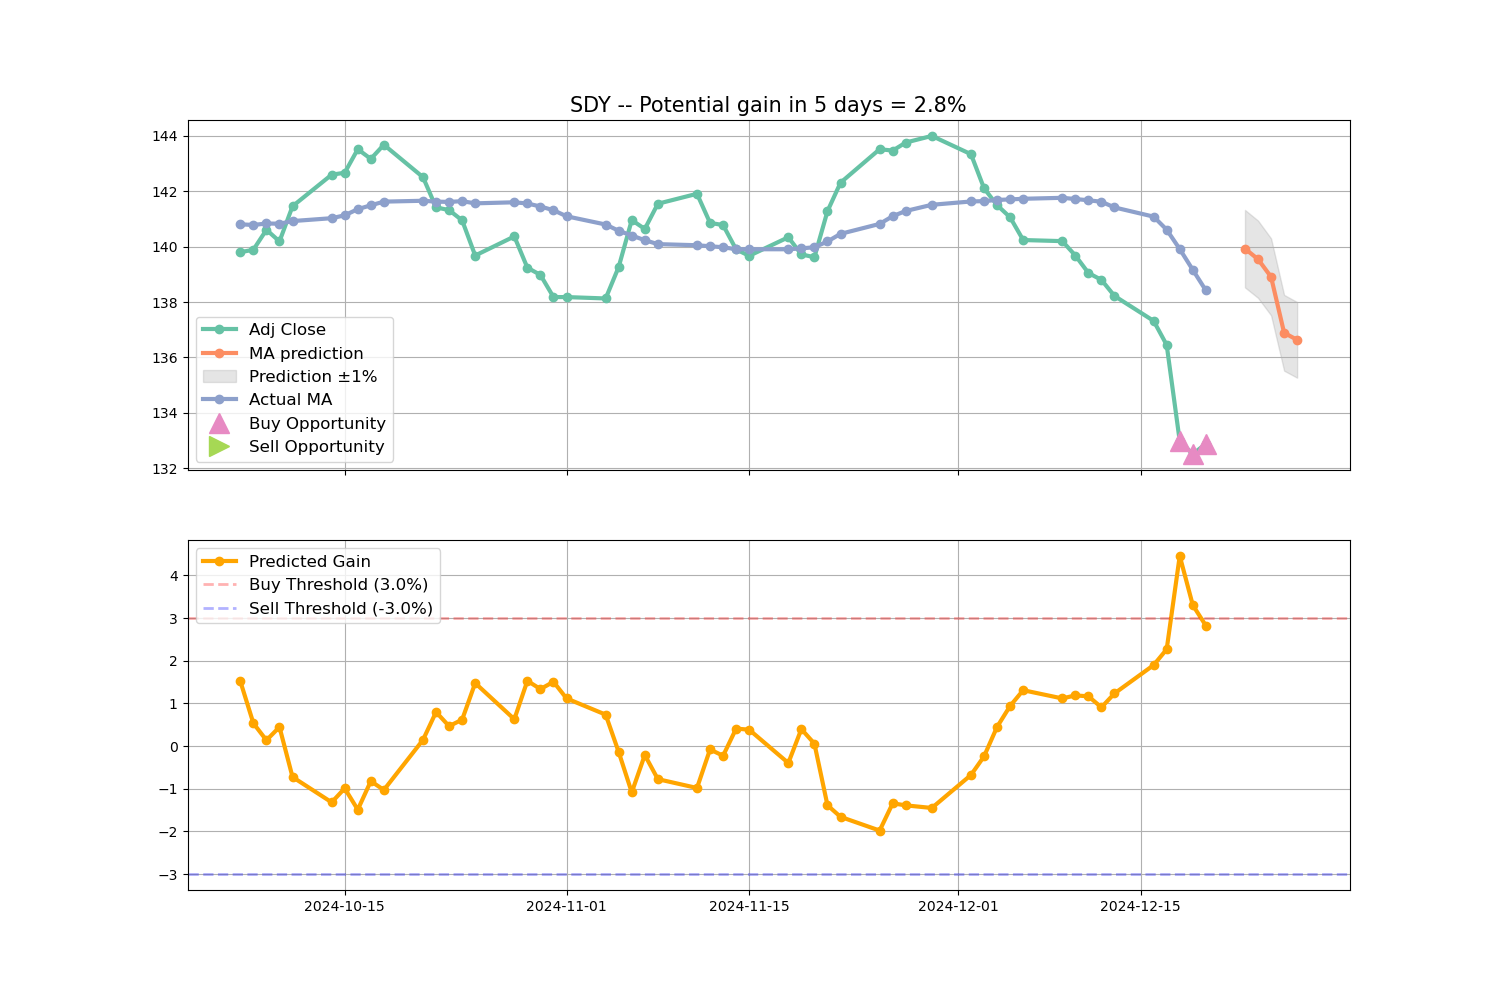 SDY -- Potential gain in 5 days = 2.8%
144
142
140
138
136
134
132
Adj Close
MA prediction
Prediction ±1%
Actual MA
Buy Opportunity
Sell Opportunity
4
3
2
1
0
−1
−2
−3
Predicted Gain
Buy Threshold (3.0%)
Sell Threshold (-3.0%)
2024-10-15
2024-11-01
2024-11-15
2024-12-01
2024-12-15